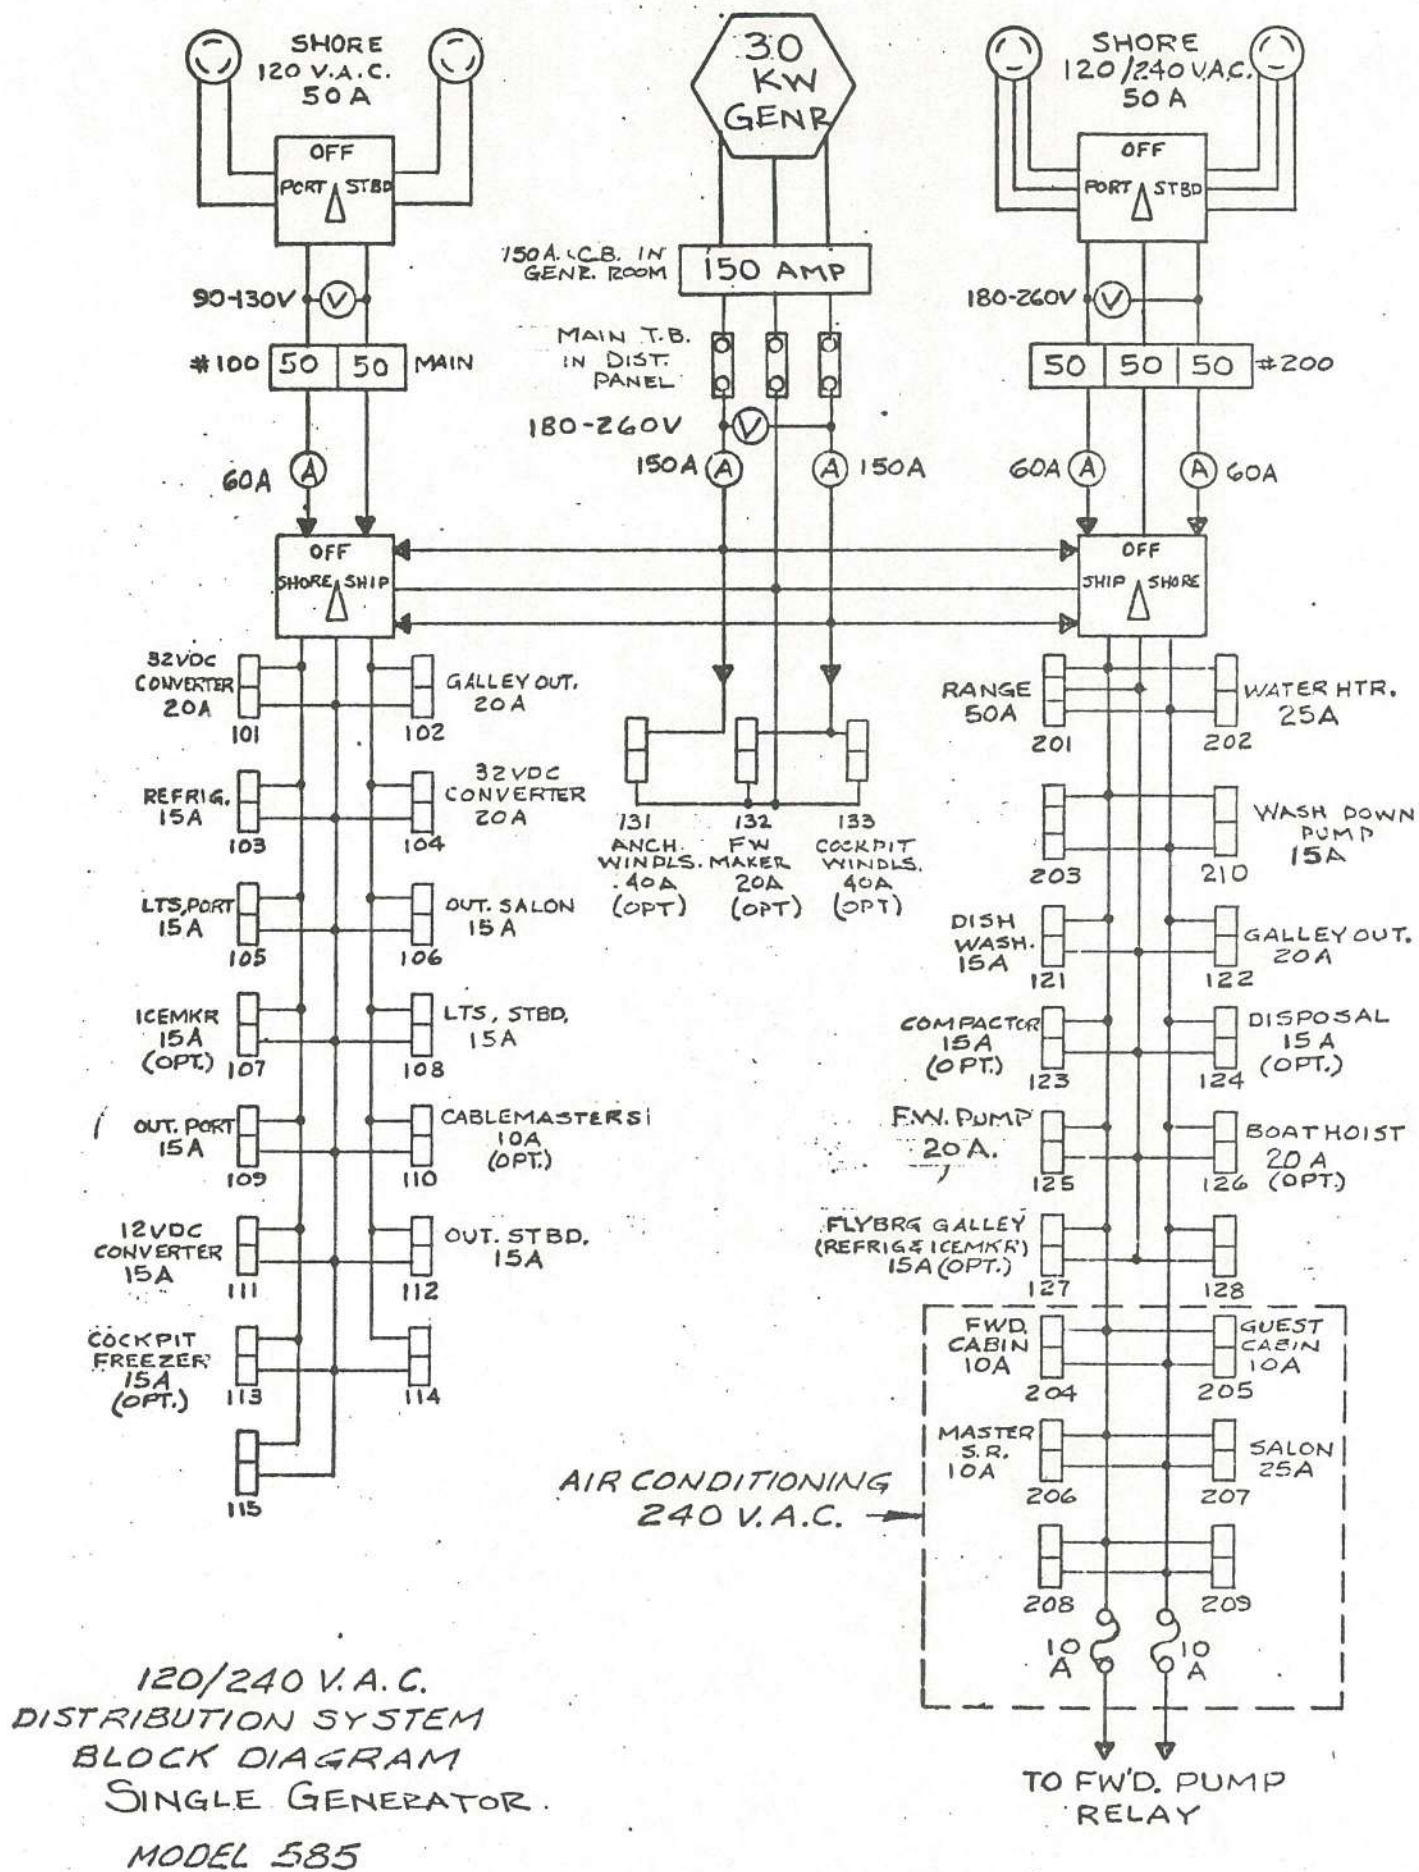 SHORE
120 V.A.C.
50 A
OFF
PORT STBD
90-130V V
#100 50 50 MAIN
60A A
OFF
SHORE SHIP
30
KW
GENR
150A. C.B. IN
GENR. ROOM
150 AMP
MAIN T.B.
IN DIST.
PANEL
180-260V V
150A A A 150A
SHORE
120/240 V.A.C.
50 A
OFF
PORT STBD
180-260V V
50 50 50 #200
60A A A 60A
OFF
SHIP SHORE
32VDC
CONVERTER
20A
101
GALLEY OUT.
20A
102
REFRIG.
15A
103
32VDC
CONVERTER
20A
104
LTS, PORT
15A
105
OUT. SALON
15A
106
ICEMKR
15A
(OPT.)
107
LTS, STBD.
15A
108
OUT. PORT
15A
109
CABLEMASTERS
10A
(OPT.)
110
12VDC
CONVERTER
15A
111
OUT. STBD.
15A
112
COCKPIT
FREEZER
15A
(OPT.)
113
114
115
131
ANCH.
WINDLS.
40A
(OPT)
132
FW
MAKER
20A
(OPT)
133
COCKPIT
WINDLS.
40A
(OPT)
RANGE
50A
201
WATER HTR.
25A
202
203
WASH DOWN
PUMP
15A
210
DISH
WASH.
15A
121
GALLEY OUT.
20A
122
COMPACTOR
15A
(OPT.)
123
DISPOSAL
15A
(OPT.)
124
F.W. PUMP
20A.
125
BOAT HOIST
20A
(OPT.)
126
FLYBRG GALLEY
(REFRIG & ICEMKR)
15A (OPT.)
127
128
FWD.
CABIN
10A
204
GUEST
CABIN
10A
205
MASTER
S.R.
10A
206
SALON
25A
207
208
209
10
A
10
A
AIR CONDITIONING
240 V.A.C.
TO FW'D. PUMP
RELAY
120/240 V.A.C.
DISTRIBUTION SYSTEM
BLOCK DIAGRAM
SINGLE GENERATOR.
MODEL 585